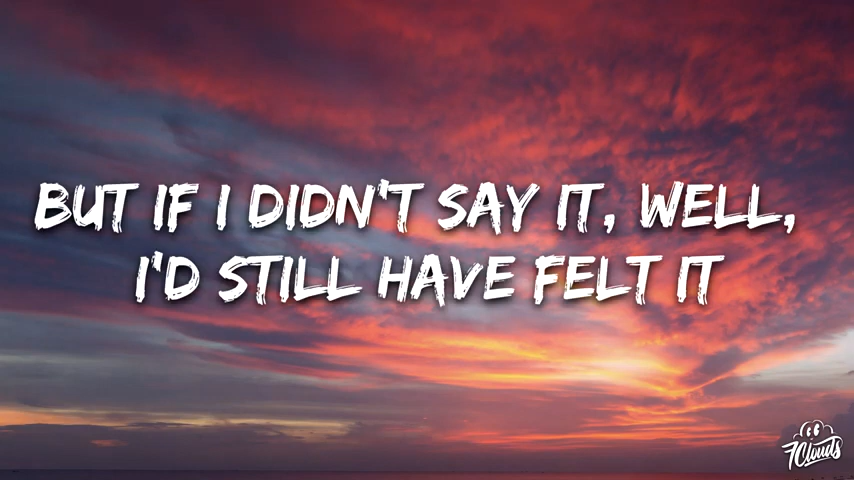 BUT IF I DIDN'T SAY IT, WELL,
I'D STILL HAVE FELT IT
7Clouds